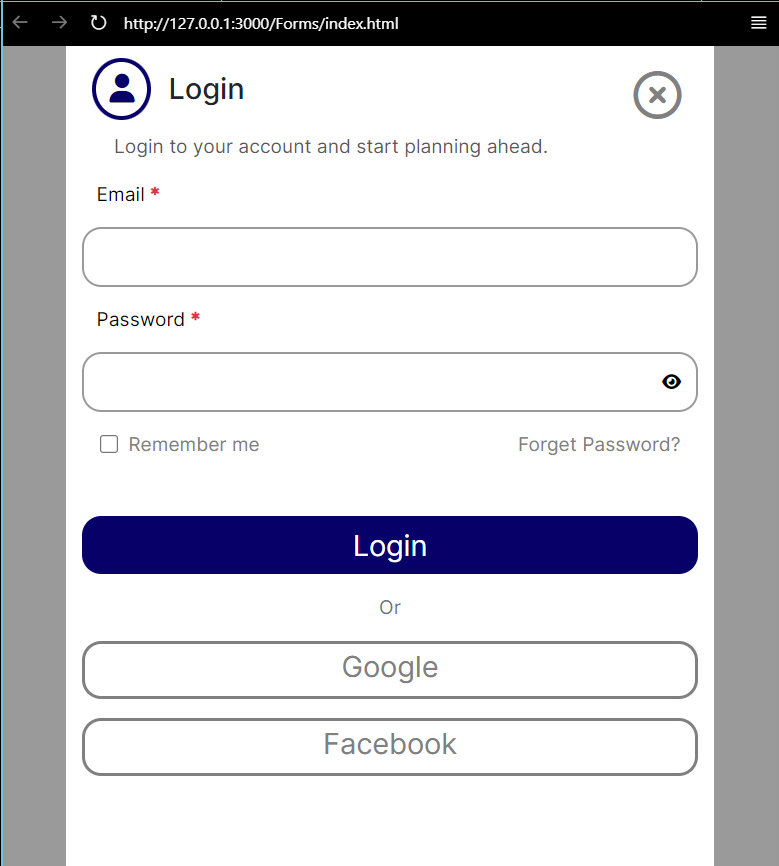 http://127.0.0.1:3000/Forms/index.html
Login
Login to your account and start planning ahead.
Email *
Password *
Remember me Forget Password?
Login
Or
Google
Facebook